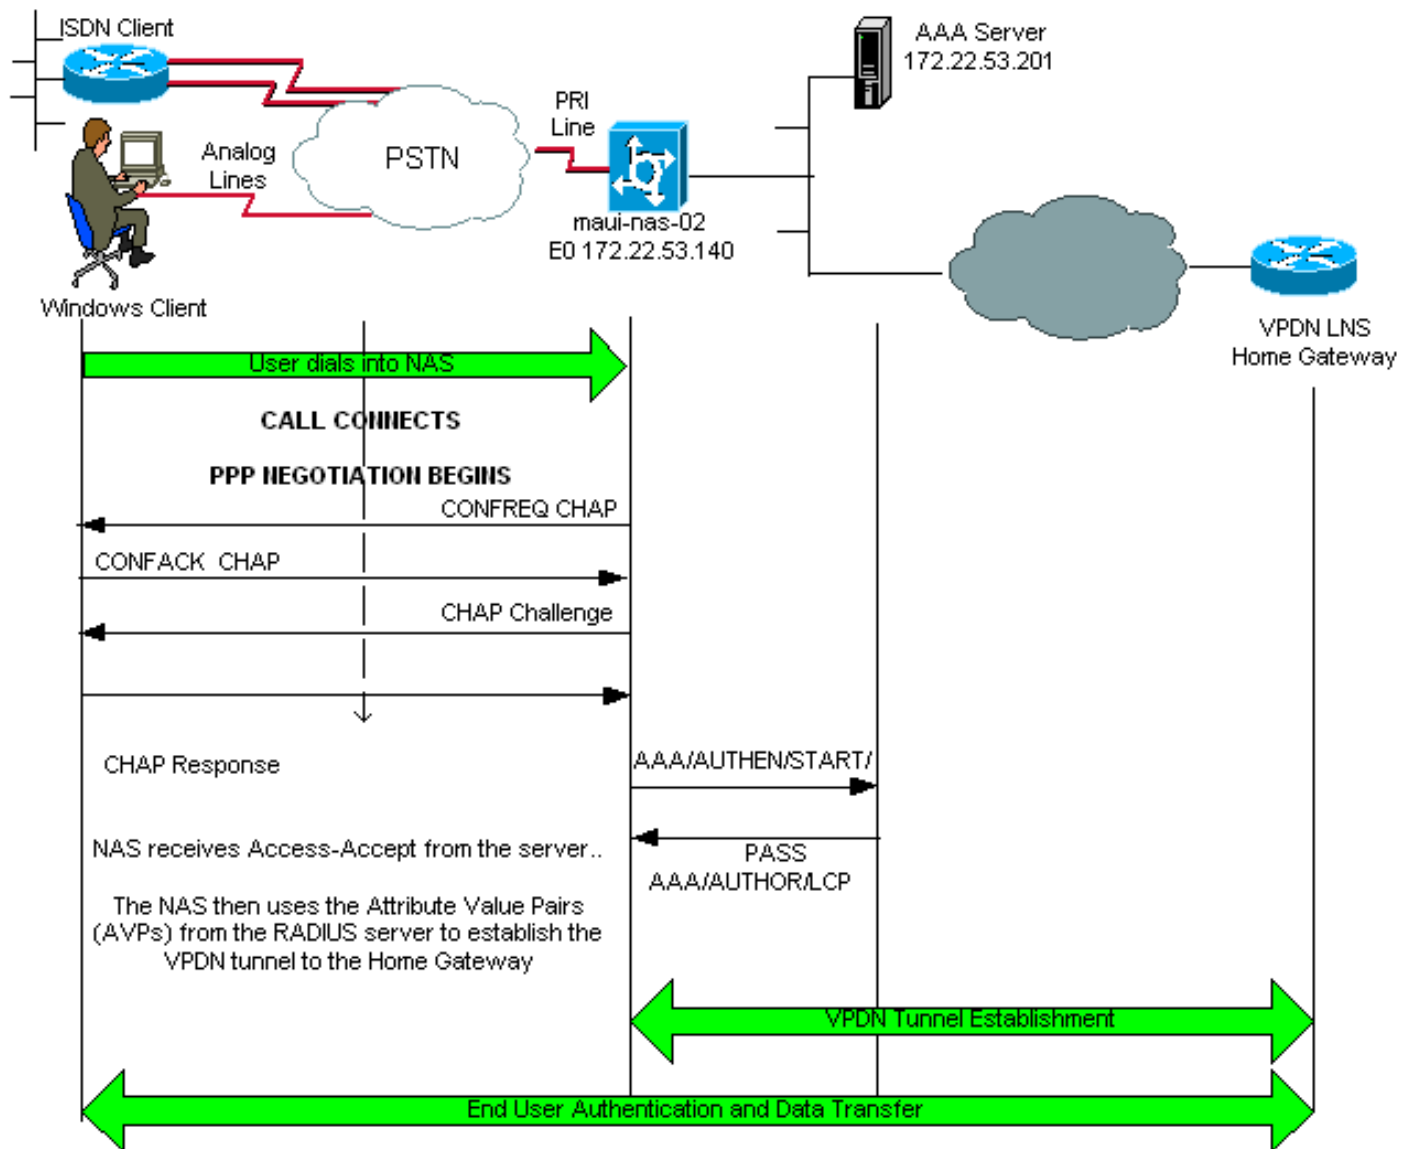 ISDN Client
AAA Server
172.22.53.201
PRI
Line
Analog
Lines
PSTN
maui-nas-02
E0 172.22.53.140
Windows Client
VPDN LNS
Home Gateway
User dials into NAS
CALL CONNECTS
PPP NEGOTIATION BEGINS
CONFREQ CHAP
CONFACK CHAP
CHAP Challenge
CHAP Response
AAA/AUTHEN/START/
NAS receives Access-Accept from the server..
PASS
AAA/AUTHOR/LCP
The NAS then uses the Attribute Value Pairs
(AVPs) from the RADIUS server to establish the
VPDN tunnel to the Home Gateway
VPDN Tunnel Establishment
End User Authentication and Data Transfer